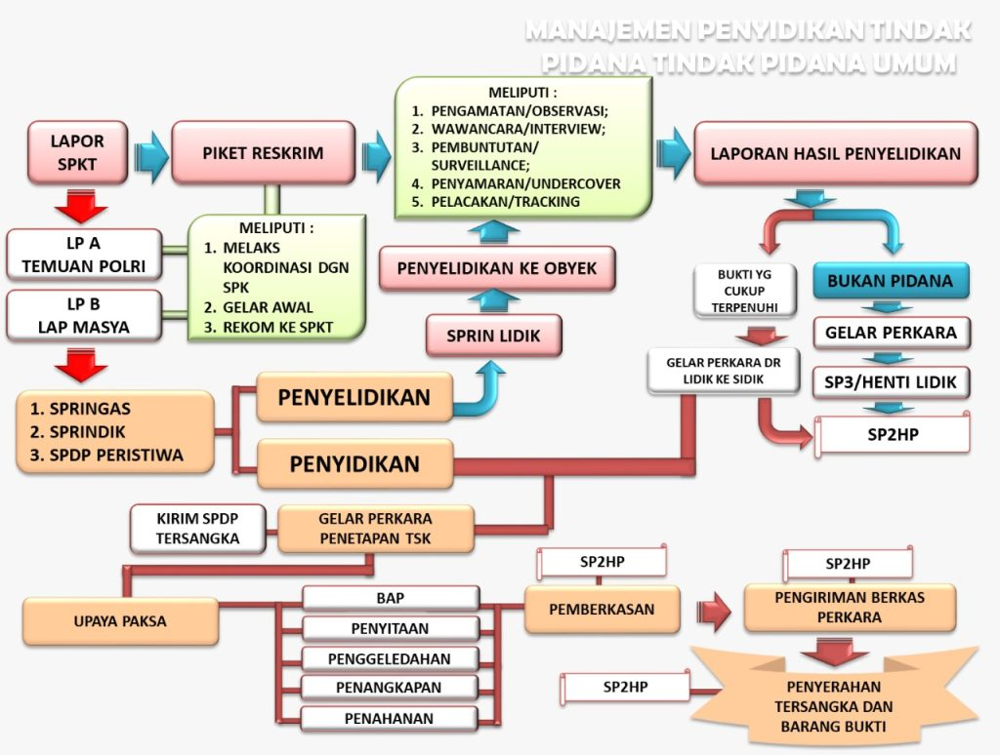 MANAJEMEN PENYIDIKAN TINDAK
PIDANA TINDAK PIDANA UMUM
LAPOR
SPKT
PIKET RESKRIM
MELIPUTI :
1. PENGAMATAN/OBSERVASI;
2. WAWANCARA/INTERVIEW;
3. PEMBUNTUTAN/
SURVEILLANCE;
4. PENYAMARAN/UNDERCOVER
5. PELACAKAN/TRACKING
LAPORAN HASIL PENYELIDIKAN
LP A
TEMUAN POLRI
LP B
LAP MASYA
MELIPUTI :
1. MELAKS
KOORDINASI DGN
SPK
2. GELAR AWAL
3. REKOM KE SPKT
PENYELIDIKAN KE OBYEK
SPRIN LIDIK
BUKTI YG
CUKUP
TERPENUHI
BUKAN PIDANA
GELAR PERKARA
GELAR PERKARA DR
LIDIK KE SIDIK
SP3/HENTI LIDIK
SP2HP
1. SPRINGAS
2. SPRINDIK
3. SPDP PERISTIWA
PENYELIDIKAN
PENYIDIKAN
KIRIM SPDP
TERSANGKA
GELAR PERKARA
PENETAPAN TSK
UPAYA PAKSA
BAP
PENYITAAN
PENGGELEDAHAN
PENANGKAPAN
PENAHANAN
SP2HP
PEMBERKASAN
SP2HP
PENGIRIMAN BERKAS
PERKARA
SP2HP
PENYERAHAN
TERSANGKA DAN
BARANG BUKTI